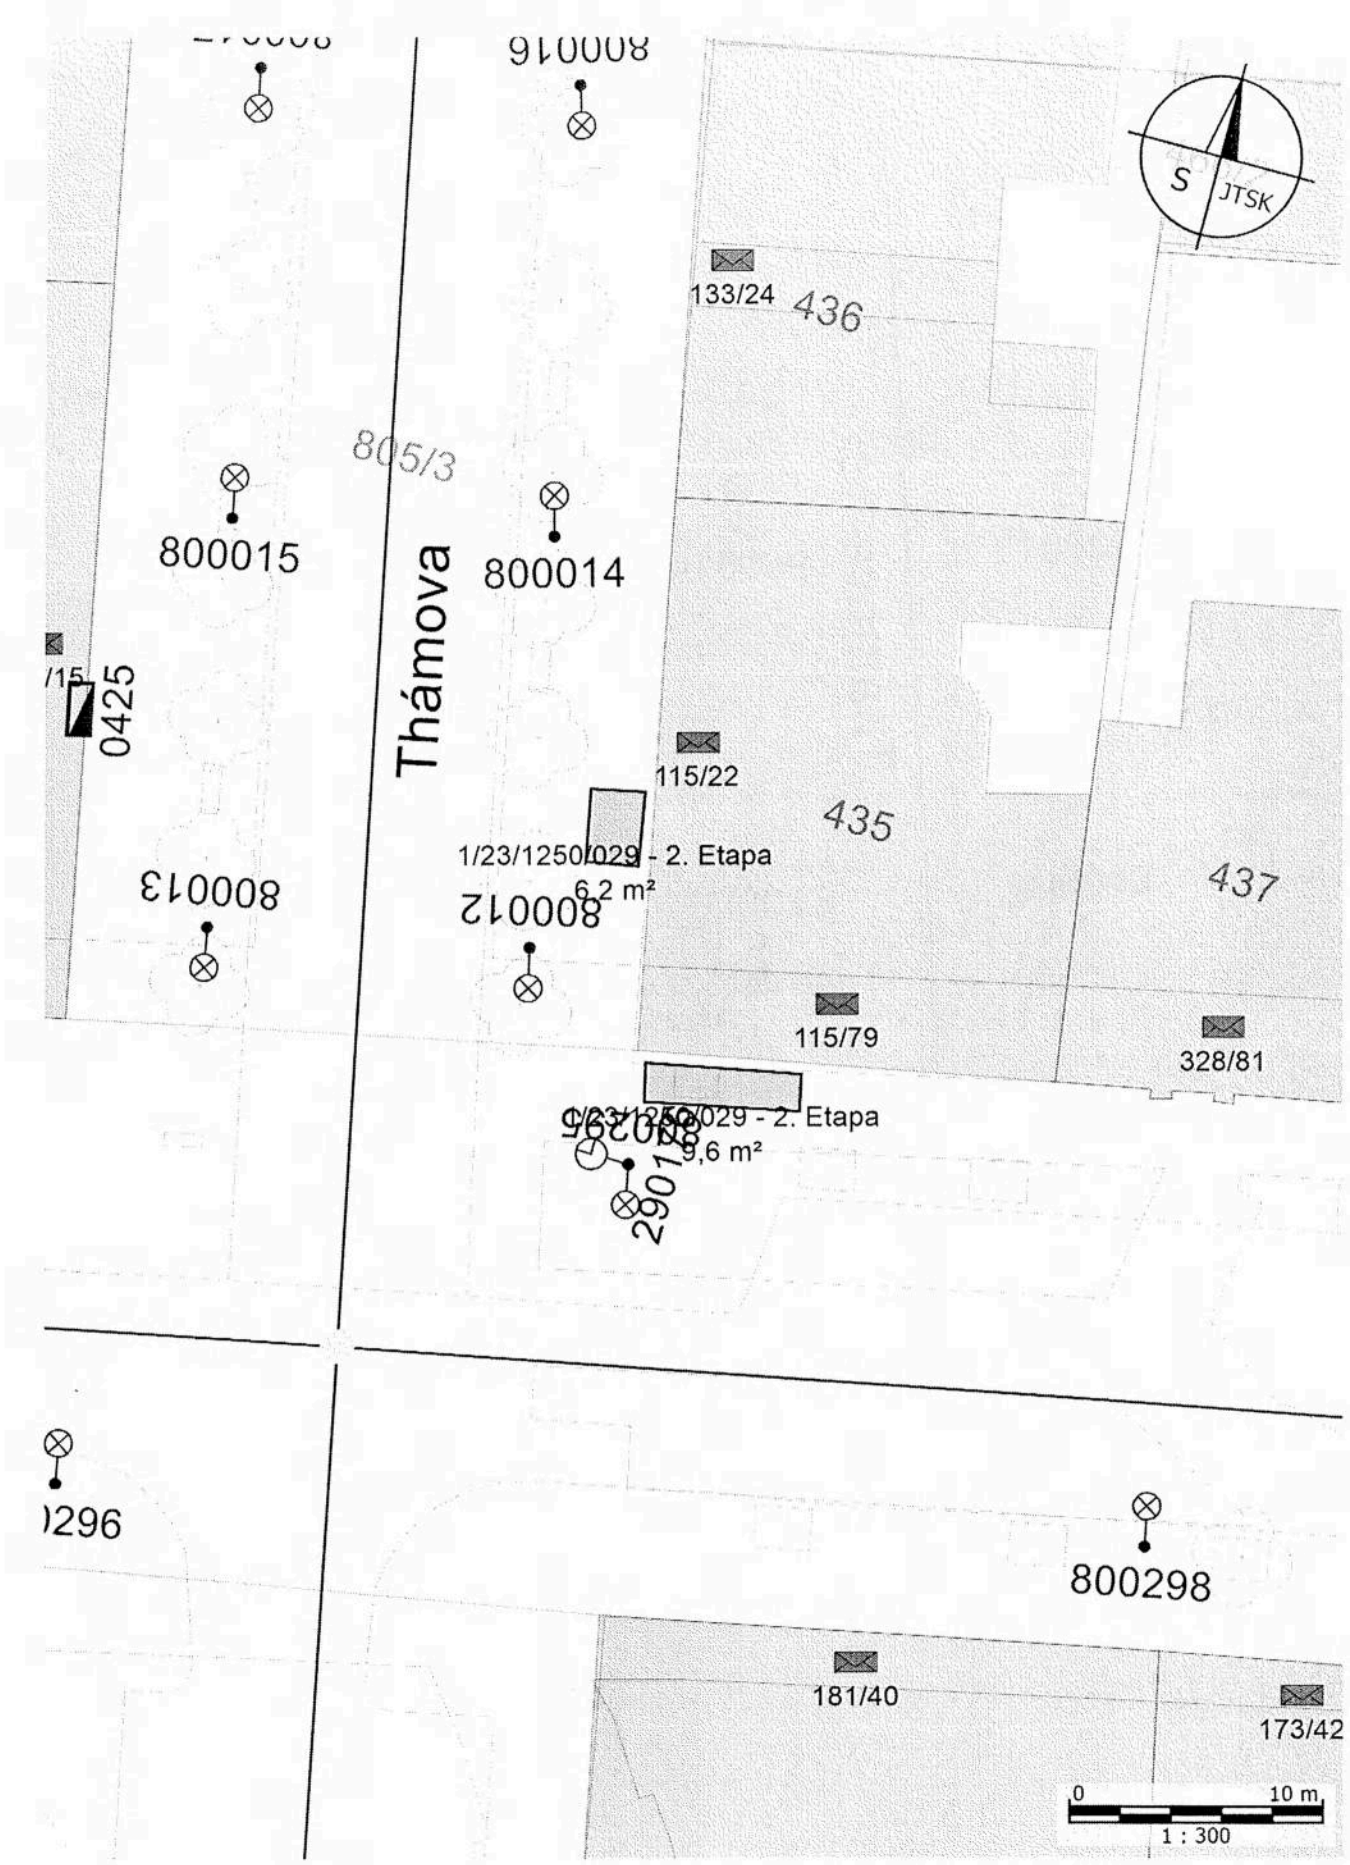 800016
S JTSK
133/24
436
805/3
800015
800014
Thámova
/15
0425
115/22
435
1/23/1250/029 - 2. Etapa
6,2 m²
437
800013
800012
115/79
328/81
1/23/1250/029 - 2. Etapa
9,6 m²
296
800298
181/40
173/42
0 10 m
1 : 300